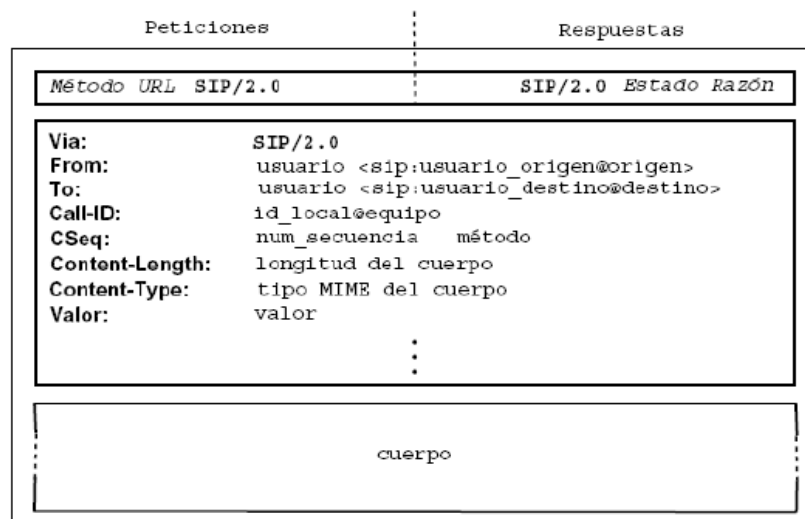 Peticiones Respuestas
Método URL SIP/2.0 SIP/2.0 Estado Razón
Via: SIP/2.0
From: usuario <sip:usuario_origen@origen>
To: usuario <sip:usuario_destino@destino>
Call-ID: id_local@equipo
CSeq: num_secuencia método
Content-Length: longitud del cuerpo
Content-Type: tipo MIME del cuerpo
Valor: valor
cuerpo